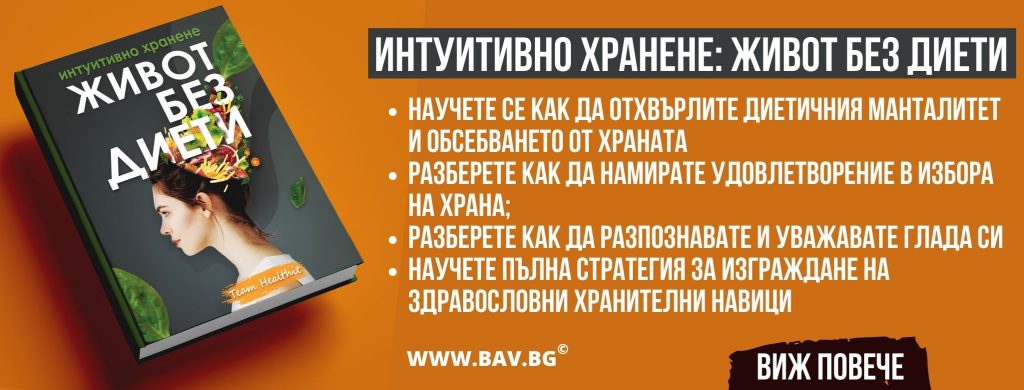 интуитивно хранене
ЖИВОТ
БЕЗ
ДИЕТИ
Team Healthit
ИНТУИТИВНО ХРАНЕНЕ: ЖИВОТ БЕЗ ДИЕТИ
• НАУЧЕТЕ СЕ КАК ДА ОТХВЪРЛИТЕ ДИЕТИЧНИЯ МАНТАЛИТЕТ
И ОБСЕБВАНЕТО ОТ ХРАНАТА
• РАЗБЕРЕТЕ КАК ДА НАМИРАТЕ УДОВЛЕТВОРЕНИЕ В ИЗБОРА
НА ХРАНА;
• РАЗБЕРЕТЕ КАК ДА РАЗПОЗНАВАТЕ И УВАЖАВАТЕ ГЛАДА СИ
• НАУЧЕТЕ ПЪЛНА СТРАТЕГИЯ ЗА ИЗГРАЖДАНЕ НА
ЗДРАВОСЛОВНИ ХРАНИТЕЛНИ НАВИЦИ
WWW.BAV.BG©
ВИЖ ПОВЕЧЕ